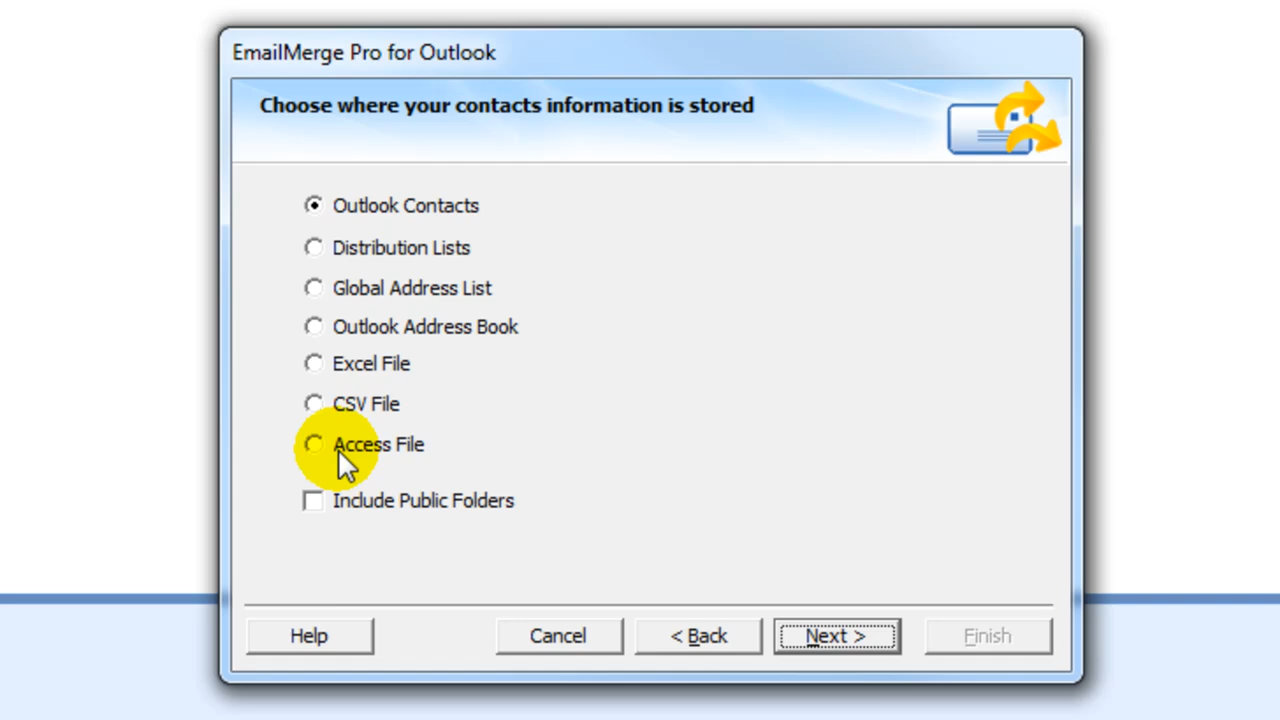 EmailMerge Pro for Outlook
Choose where your contacts information is stored
Outlook Contacts
Distribution Lists
Global Address List
Outlook Address Book
Excel File
CSV File
Access File
Include Public Folders
Help
Cancel
< Back
Next >
Finish